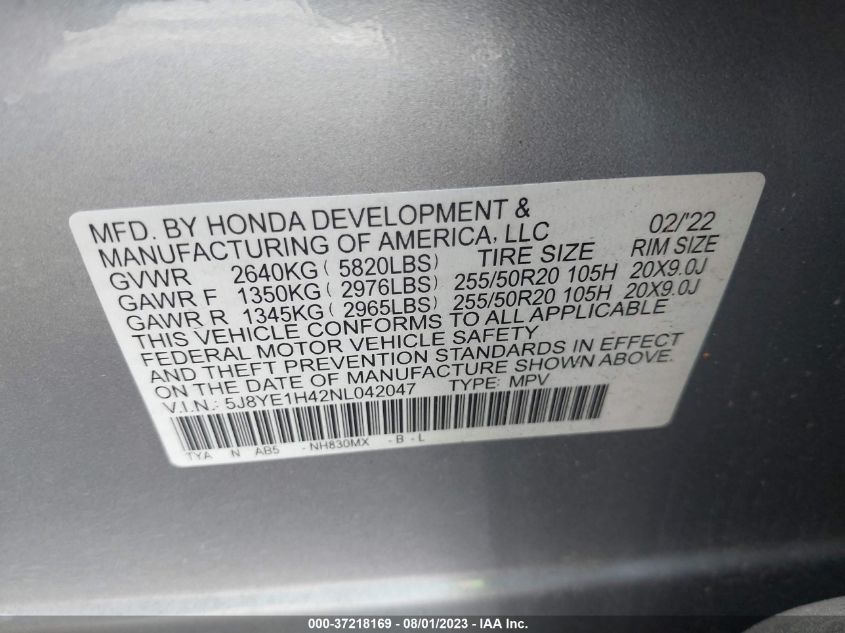 MFD. BY HONDA DEVELOPMENT & 02/'22
MANUFACTURING OF AMERICA, LLC
TIRE SIZE RIM SIZE
GVWR 2640KG ( 5820LBS)
GAWR F 1350KG ( 2976LBS) 255/50R20 105H 20X9.0J
GAWR R 1345KG ( 2965LBS) 255/50R20 105H 20X9.0J
THIS VEHICLE CONFORMS TO ALL APPLICABLE
FEDERAL MOTOR VEHICLE SAFETY
AND THEFT PREVENTION STANDARDS IN EFFECT
ON THE DATE OF MANUFACTURE SHOWN ABOVE.
V.I.N.: 5J8YE1H42NL042047 TYPE: MPV
TYA N AB5 - NH830MX - B - L
000-37218169 - 08/01/2023 - IAA Inc.